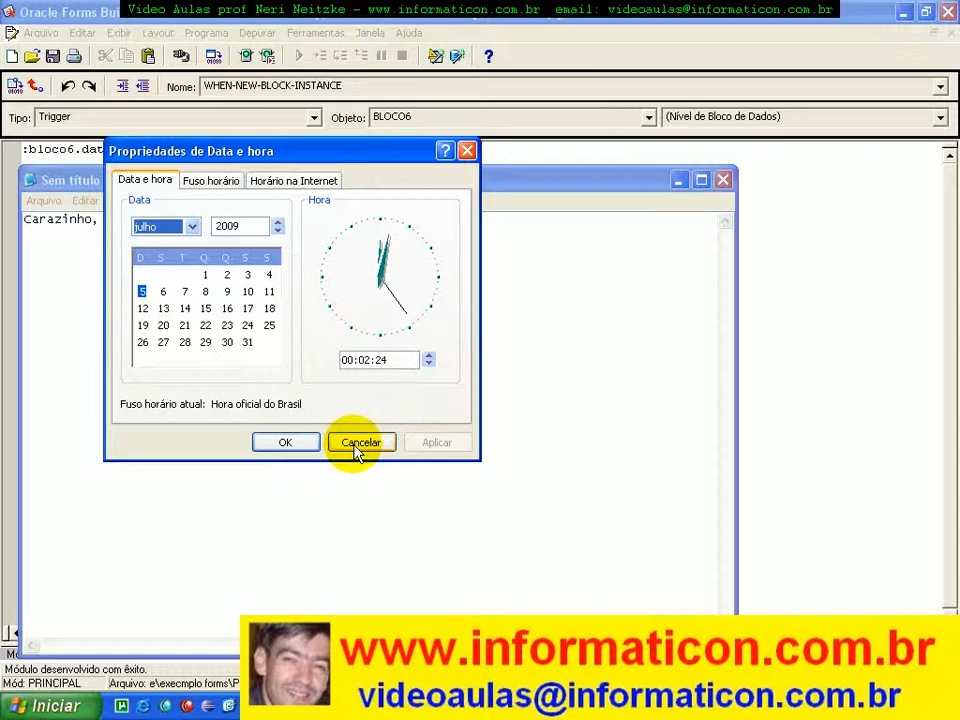 Video Aulas prof Neri Neitzke - www.informaticon.com.br  email: videoaulas@informaticon.com.br
Oracle Forms Bui
Arquivo Editar Exibir Layout Programa Depurar Ferramentas Janela Ajuda
Nome: WHEN-NEW-BLOCK-INSTANCE
Tipo: Trigger Objeto: BLOCO6 (Nível de Bloco de Dados)
:bloco6.dat
Propriedades de Data e hora
Sem título
Data e hora Fuso horário Horário na Internet
Arquivo Editar
Carazinho,
Data Hora
julho 2009
D S T Q Q S S
1 2 3 4
5 6 7 8 9 10 11
12 13 14 15 16 17 18
19 20 21 22 23 24 25
26 27 28 29 30 31
00:02:24
Fuso horário atual: Hora oficial do Brasil
OK Cancelar Aplicar
www.informaticon.com.br
videoaulas@informaticon.com.br
Módulo desenvolvido com êxito.
Mód: PRINCIPAL Arquivo: e\execmplo forms\P
Iniciar